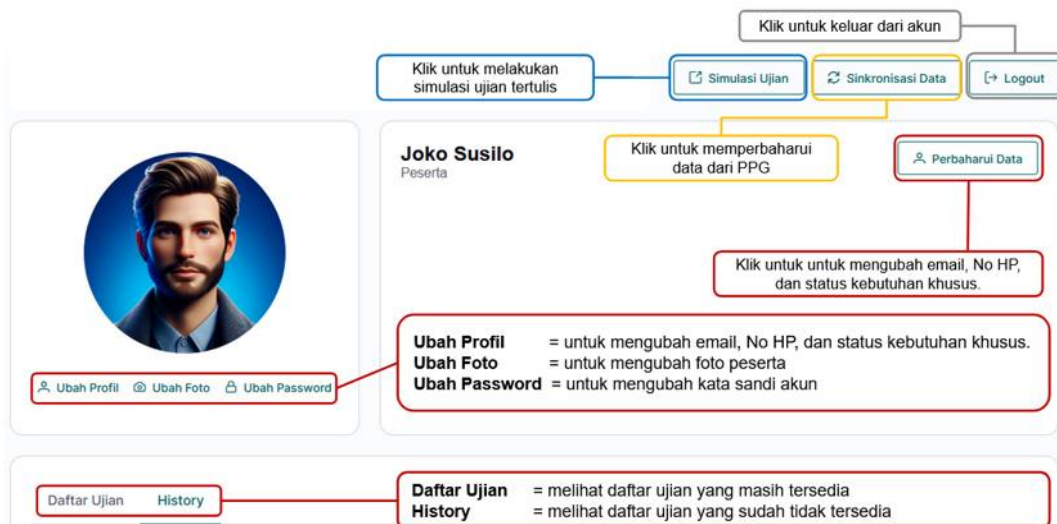 Klik untuk keluar dari akun
Klik untuk melakukan
simulasi ujian tertulis
Simulasi Ujian
Sinkronisasi Data
Logout
Joko Susilo
Peserta
Klik untuk memperbaharui
data dari PPG
Perbaharui Data
Klik untuk untuk mengubah email, No HP,
dan status kebutuhan khusus.
Ubah Profil = untuk mengubah email, No HP, dan status kebutuhan khusus.
Ubah Foto = untuk mengubah foto peserta
Ubah Password = untuk mengubah kata sandi akun
Ubah Profil Ubah Foto Ubah Password
Daftar Ujian History
Daftar Ujian = melihat daftar ujian yang masih tersedia
History = melihat daftar ujian yang sudah tidak tersedia